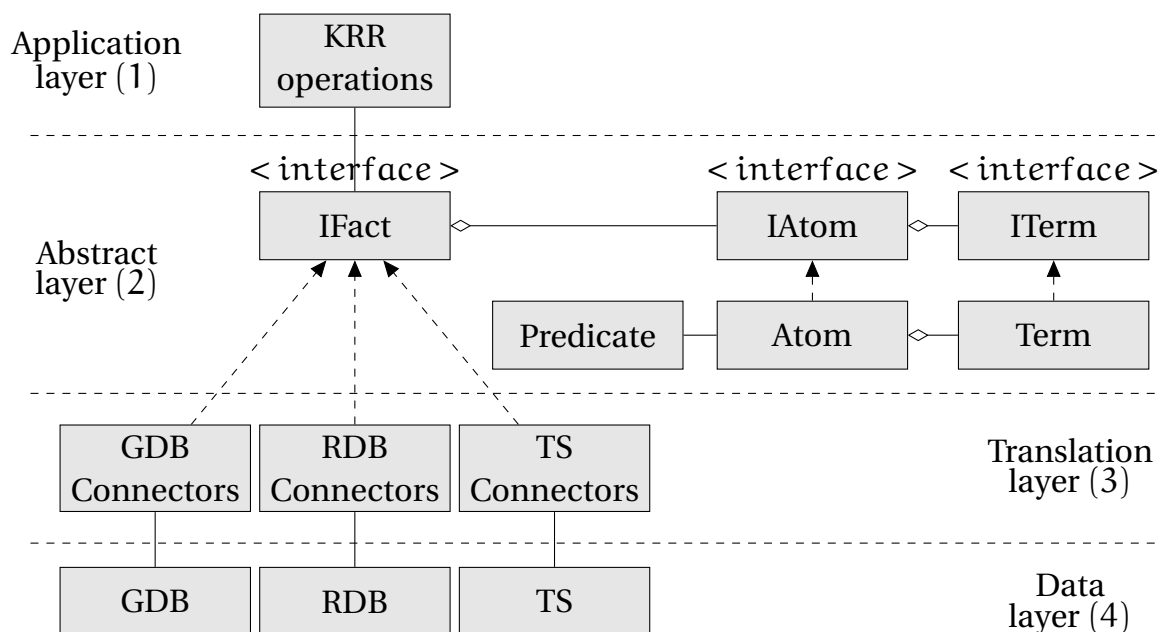 Application
layer (1)
KRR
operations
< interface >
< interface >
< interface >
IFact
IAtom
ITerm
Abstract
layer (2)
Predicate
Atom
Term
GDB
Connectors
RDB
Connectors
TS
Connectors
Translation
layer (3)
GDB
RDB
TS
Data
layer (4)